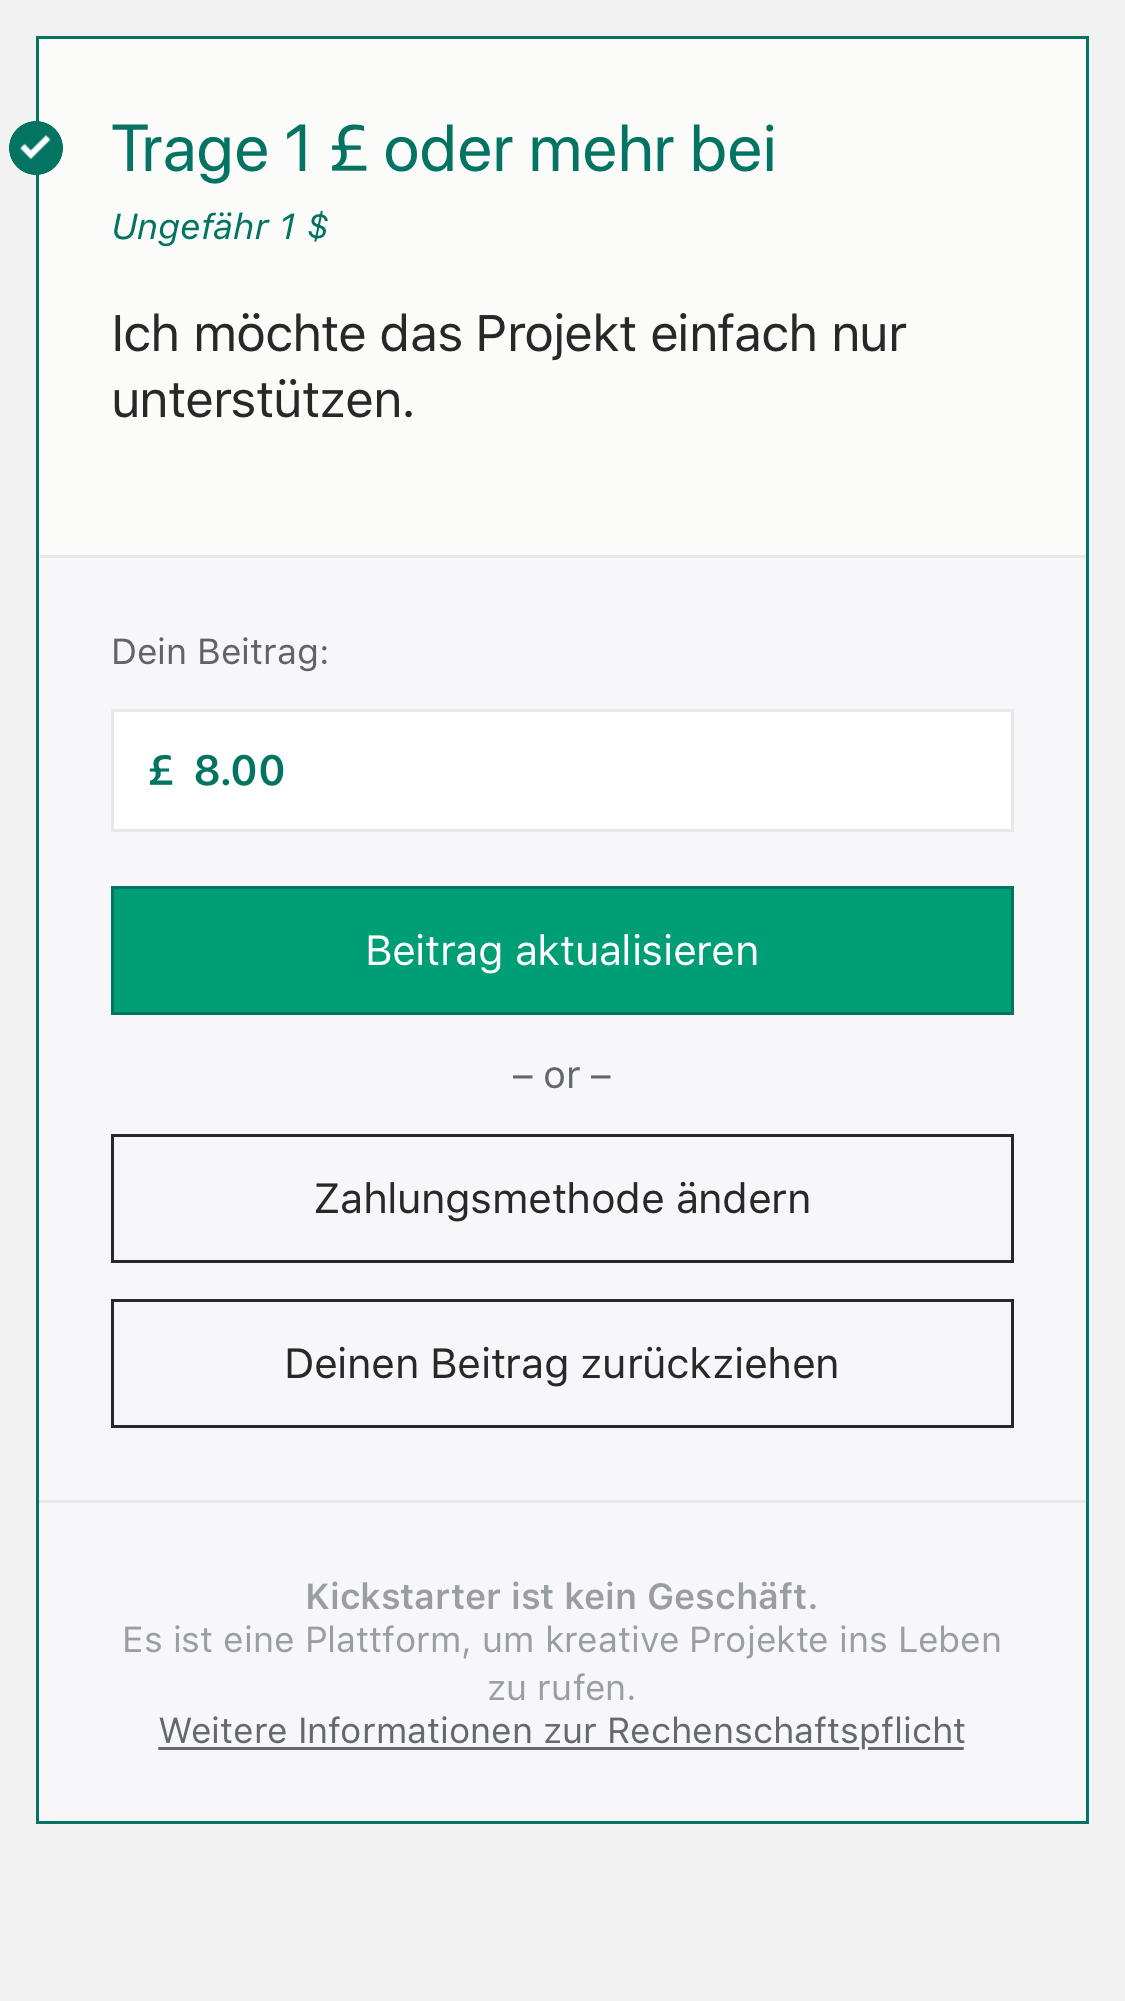 Trage 1 £ oder mehr bei
Ungefähr 1 $
Ich möchte das Projekt einfach nur
unterstützen.
Dein Beitrag:
£ 8.00
Beitrag aktualisieren
– or –
Zahlungsmethode ändern
Deinen Beitrag zurückziehen
Kickstarter ist kein Geschäft.
Es ist eine Plattform, um kreative Projekte ins Leben
zu rufen.
Weitere Informationen zur Rechenschaftspflicht